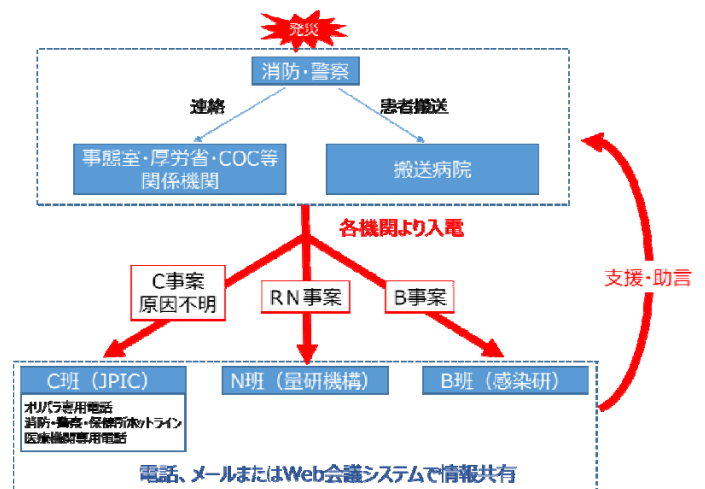 発災
消防・警察
連絡
患者搬送
事態室・厚労省・COC等
関係機関
搬送病院
各機関より入電
支援・助言
C事案
原因不明
RN事案
B事案
C班（JPIC）
N班（量研機構）
B班（感染研）
オリパラ専用電話
消防・警察・保健所ホットライン
医療機関専用電話
電話、メールまたはWeb会議システムで情報共有